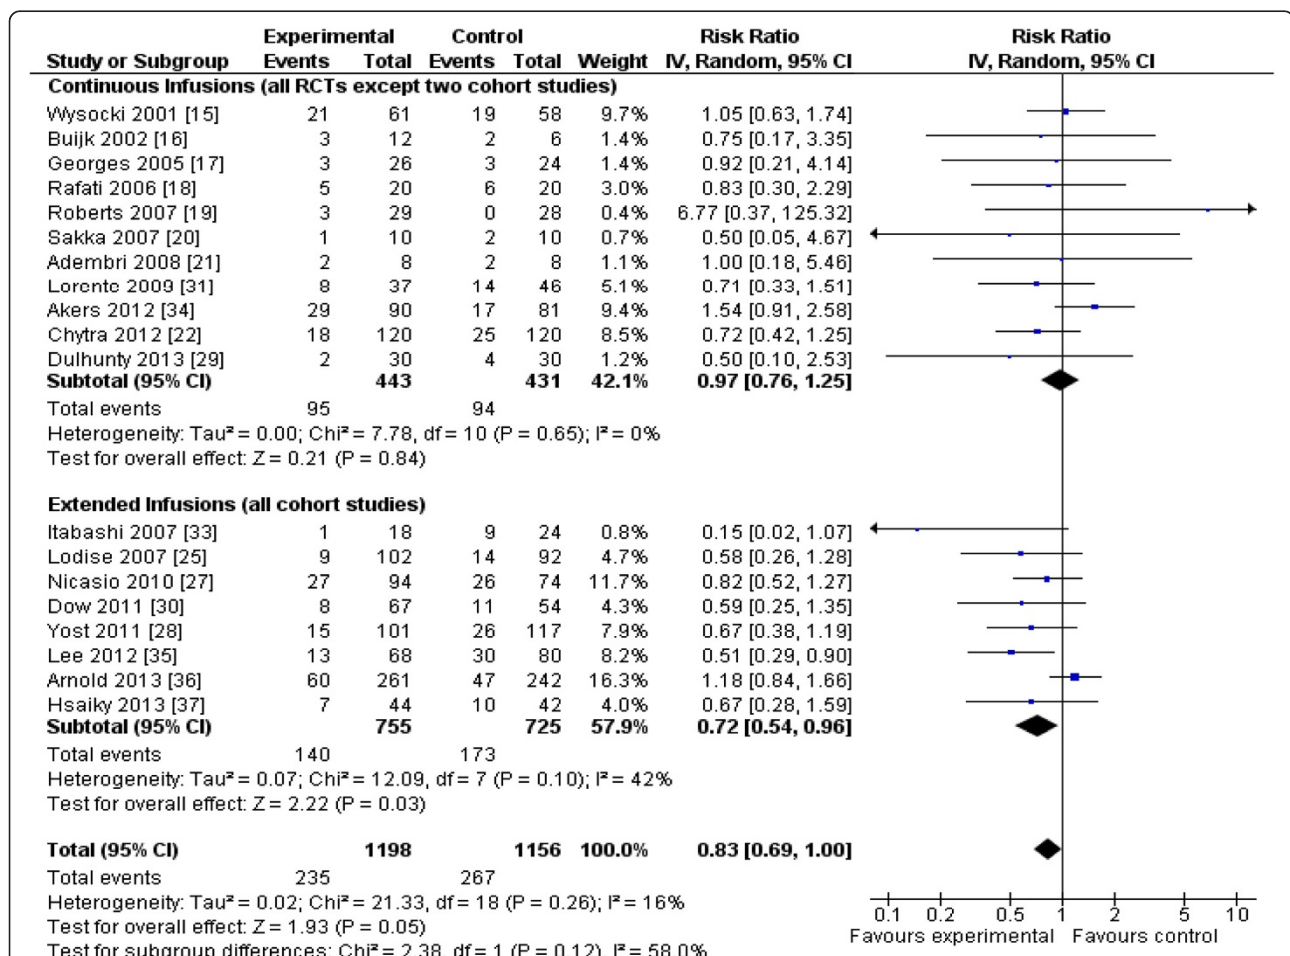 Experimental Control Risk Ratio Risk Ratio
Study or Subgroup Events Total Events Total Weight IV, Random, 95% CI IV, Random, 95% CI
Continuous Infusions (all RCTs except two cohort studies)
Wysocki 2001 [15] 21 61 19 58 9.7% 1.05 [0.63, 1.74]
Buijk 2002 [16] 3 12 2 6 1.4% 0.75 [0.17, 3.35]
Georges 2005 [17] 3 26 3 24 1.4% 0.92 [0.21, 4.14]
Rafati 2006 [18] 5 20 6 20 3.0% 0.83 [0.30, 2.29]
Roberts 2007 [19] 3 29 0 28 0.4% 6.77 [0.37, 125.32]
Sakka 2007 [20] 1 10 2 10 0.7% 0.50 [0.05, 4.67]
Adembri 2008 [21] 2 8 2 8 1.1% 1.00 [0.18, 5.46]
Lorente 2009 [31] 8 37 14 46 5.1% 0.71 [0.33, 1.51]
Akers 2012 [34] 29 90 17 81 9.4% 1.54 [0.91, 2.58]
Chytra 2012 [22] 18 120 25 120 8.5% 0.72 [0.42, 1.25]
Dulhunty 2013 [29] 2 30 4 30 1.2% 0.50 [0.10, 2.53]
Subtotal (95% CI) 443 431 42.1% 0.97 [0.76, 1.25]
Total events 95 94
Heterogeneity: Tau² = 0.00; Chi² = 7.78, df = 10 (P = 0.65); I² = 0%
Test for overall effect: Z = 0.21 (P = 0.84)
Extended Infusions (all cohort studies)
Itabashi 2007 [33] 1 18 9 24 0.8% 0.15 [0.02, 1.07]
Lodise 2007 [25] 9 102 14 92 4.7% 0.58 [0.26, 1.28]
Nicasio 2010 [27] 27 94 26 74 11.7% 0.82 [0.52, 1.27]
Dow 2011 [30] 8 67 11 54 4.3% 0.59 [0.25, 1.35]
Yost 2011 [28] 15 101 26 117 7.9% 0.67 [0.38, 1.19]
Lee 2012 [35] 13 68 30 80 8.2% 0.51 [0.29, 0.90]
Arnold 2013 [36] 60 261 47 242 16.3% 1.18 [0.84, 1.66]
Hsaiky 2013 [37] 7 44 10 42 4.0% 0.67 [0.28, 1.59]
Subtotal (95% CI) 755 725 57.9% 0.72 [0.54, 0.96]
Total events 140 173
Heterogeneity: Tau² = 0.07; Chi² = 12.09, df = 7 (P = 0.10); I² = 42%
Test for overall effect: Z = 2.22 (P = 0.03)
Total (95% CI) 1198 1156 100.0% 0.83 [0.69, 1.00]
Total events 235 267
Heterogeneity: Tau² = 0.02; Chi² = 21.33, df = 18 (P = 0.26); I² = 16%
Test for overall effect: Z = 1.93 (P = 0.05)
Test for subgroup differences: Chi² = 2.38, df = 1 (P = 0.12), I² = 58.0%
0.1 0.2 0.5 1 2 5 10
Favours experimental Favours control